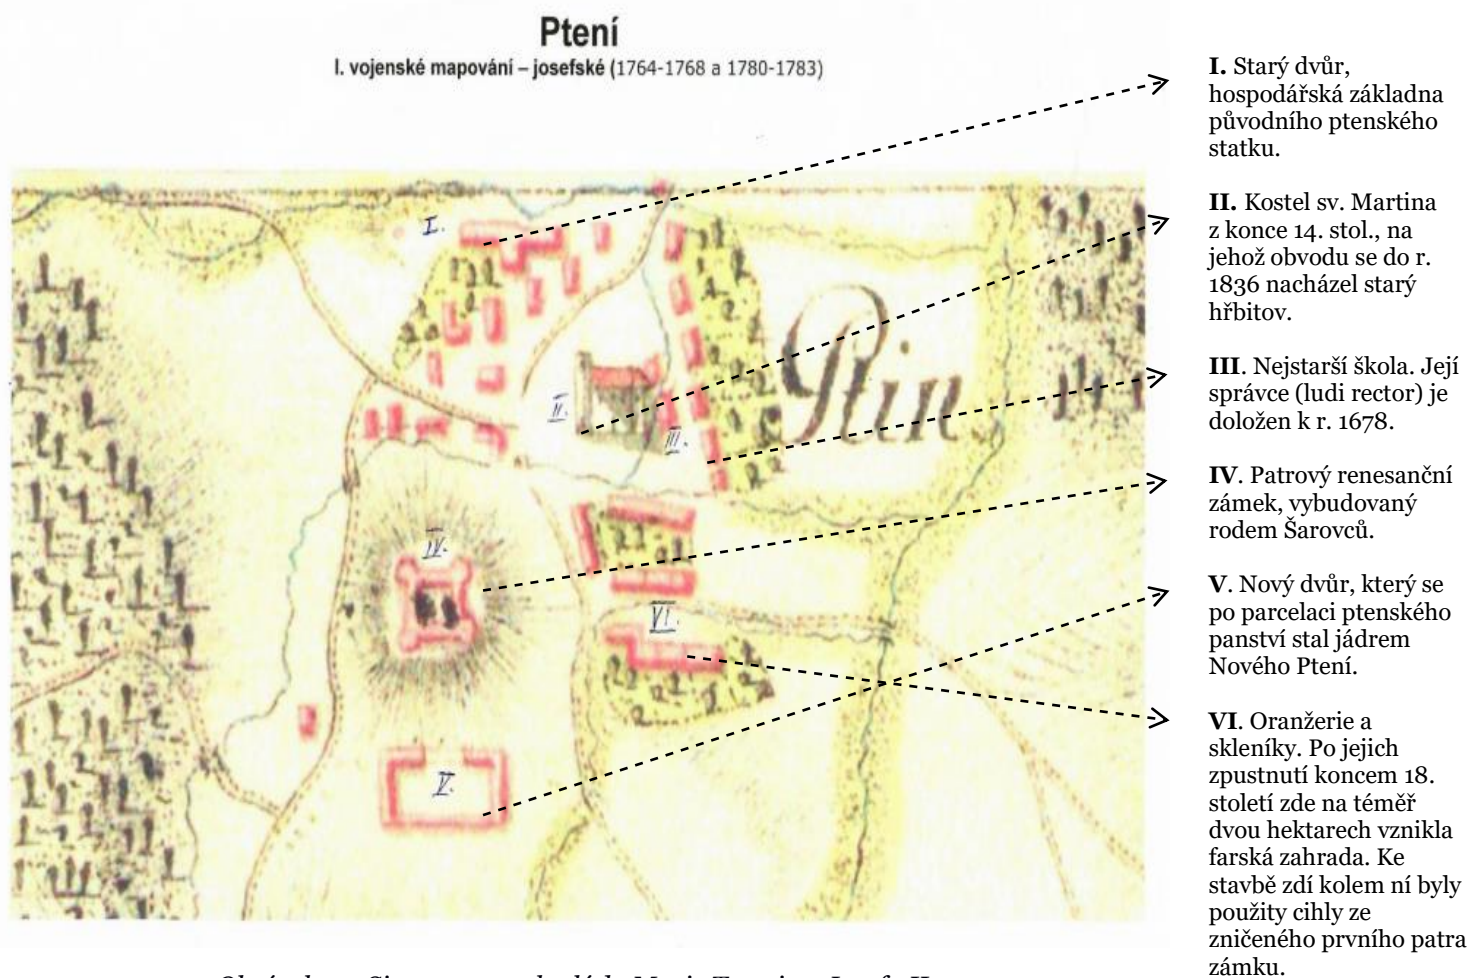 Ptení
I. vojenské mapování – josefské (1764-1768 a 1780-1783)
I.
II.
Ptin
III.
IV.
VI.
V.
I. Starý dvůr,
hospodářská základna
původního ptenského
statku.
II. Kostel sv. Martina
z konce 14. stol., na
jehož obvodu se do r.
1836 nacházel starý
hřbitov.
III. Nejstarší škola. Její
správce (ludi rector) je
doložen k r. 1678.
IV. Patrový renesanční
zámek, vybudovaný
rodem Šarovců.
V. Nový dvůr, který se
po parcelaci ptenského
panství stal jádrem
Nového Ptení.
VI. Oranžerie a
skleníky. Po jejich
zpustnutí koncem 18.
století zde na téměř
dvou hektarech vznikla
farská zahrada. Ke
stavbě zdí kolem ní byly
použity cihly ze
zničeného prvního patra
zámku.